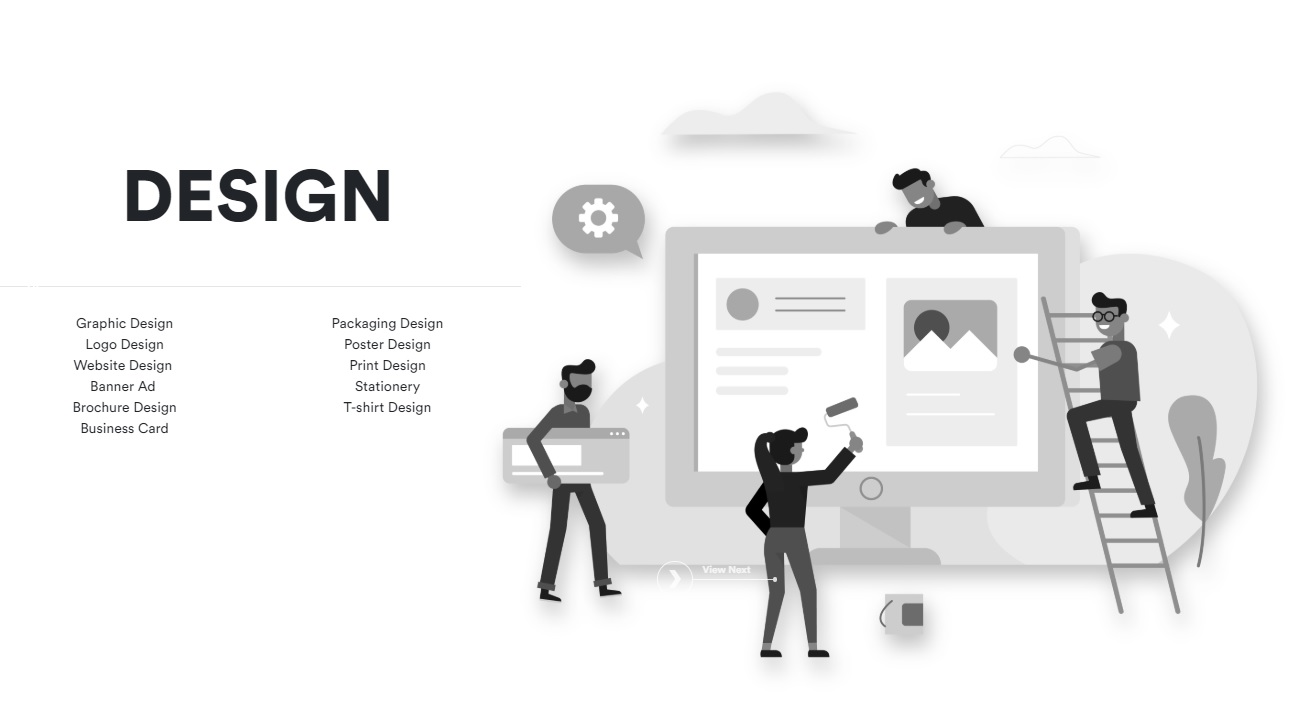 DESIGN
Graphic Design
Logo Design
Website Design
Banner Ad
Brochure Design
Business Card
Packaging Design
Poster Design
Print Design
Stationery
T-shirt Design
View Next